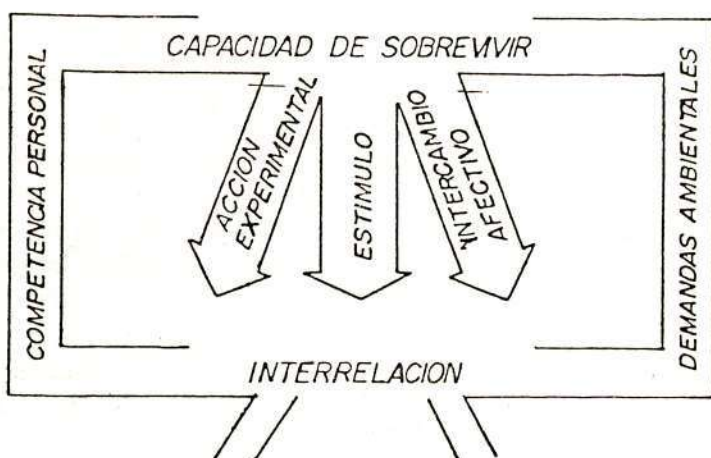 CAPACIDAD DE SOBREVIVIR
COMPETENCIA PERSONAL
ACCION
EXPERIMENTAL
ESTIMULO
INTERCAMBIO
AFECTIVO
DEMANDAS AMBIENTALES
INTERRELACION